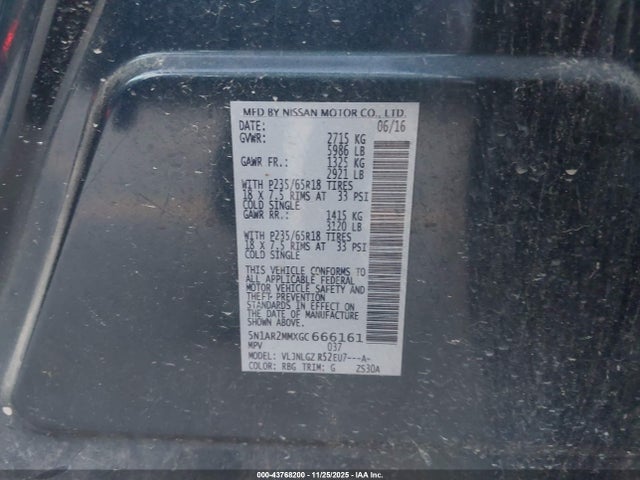 MFD BY NISSAN MOTOR CO., LTD.
DATE: 06/16
GVWR: 2715 KG
5986 LB
GAWR FR.: 1325 KG
2921 LB
WITH P235/65R18 TIRES
18 X 7.5 RIMS AT 33 PSI
COLD SINGLE
GAWR RR.: 1415 KG
3120 LB
WITH P235/65R18 TIRES
18 X 7.5 RIMS AT 33 PSI
COLD SINGLE
THIS VEHICLE CONFORMS TO
ALL APPLICABLE FEDERAL
MOTOR VEHICLE SAFETY AND
THEFT PREVENTION
STANDARDS IN EFFECT ON
THE DATE OF MANUFACTURE
SHOWN ABOVE.
5N1AR2MMXGC666161
MPV 037
MODEL: VL3NLGZ R52EU7---A-
COLOR: RBG TRIM: G ZS30A
000-43768200 - 11/25/2025 - IAA Inc.